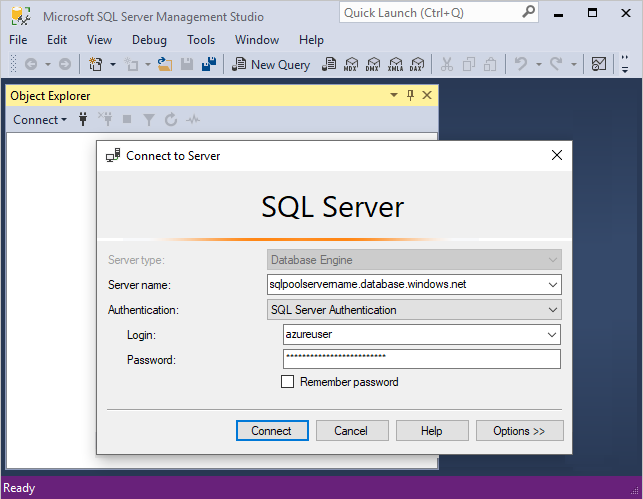 Microsoft SQL Server Management Studio
Quick Launch (Ctrl+Q)
File Edit View Debug Tools Window Help
New Query MDX DMX XMLA DAX
Object Explorer
Connect
Connect to Server
SQL Server
Server type: Database Engine
Server name: sqlpoolservername.database.windows.net
Authentication: SQL Server Authentication
Login: azureuser
Password: *************************
Remember password
Connect Cancel Help Options >>
Ready